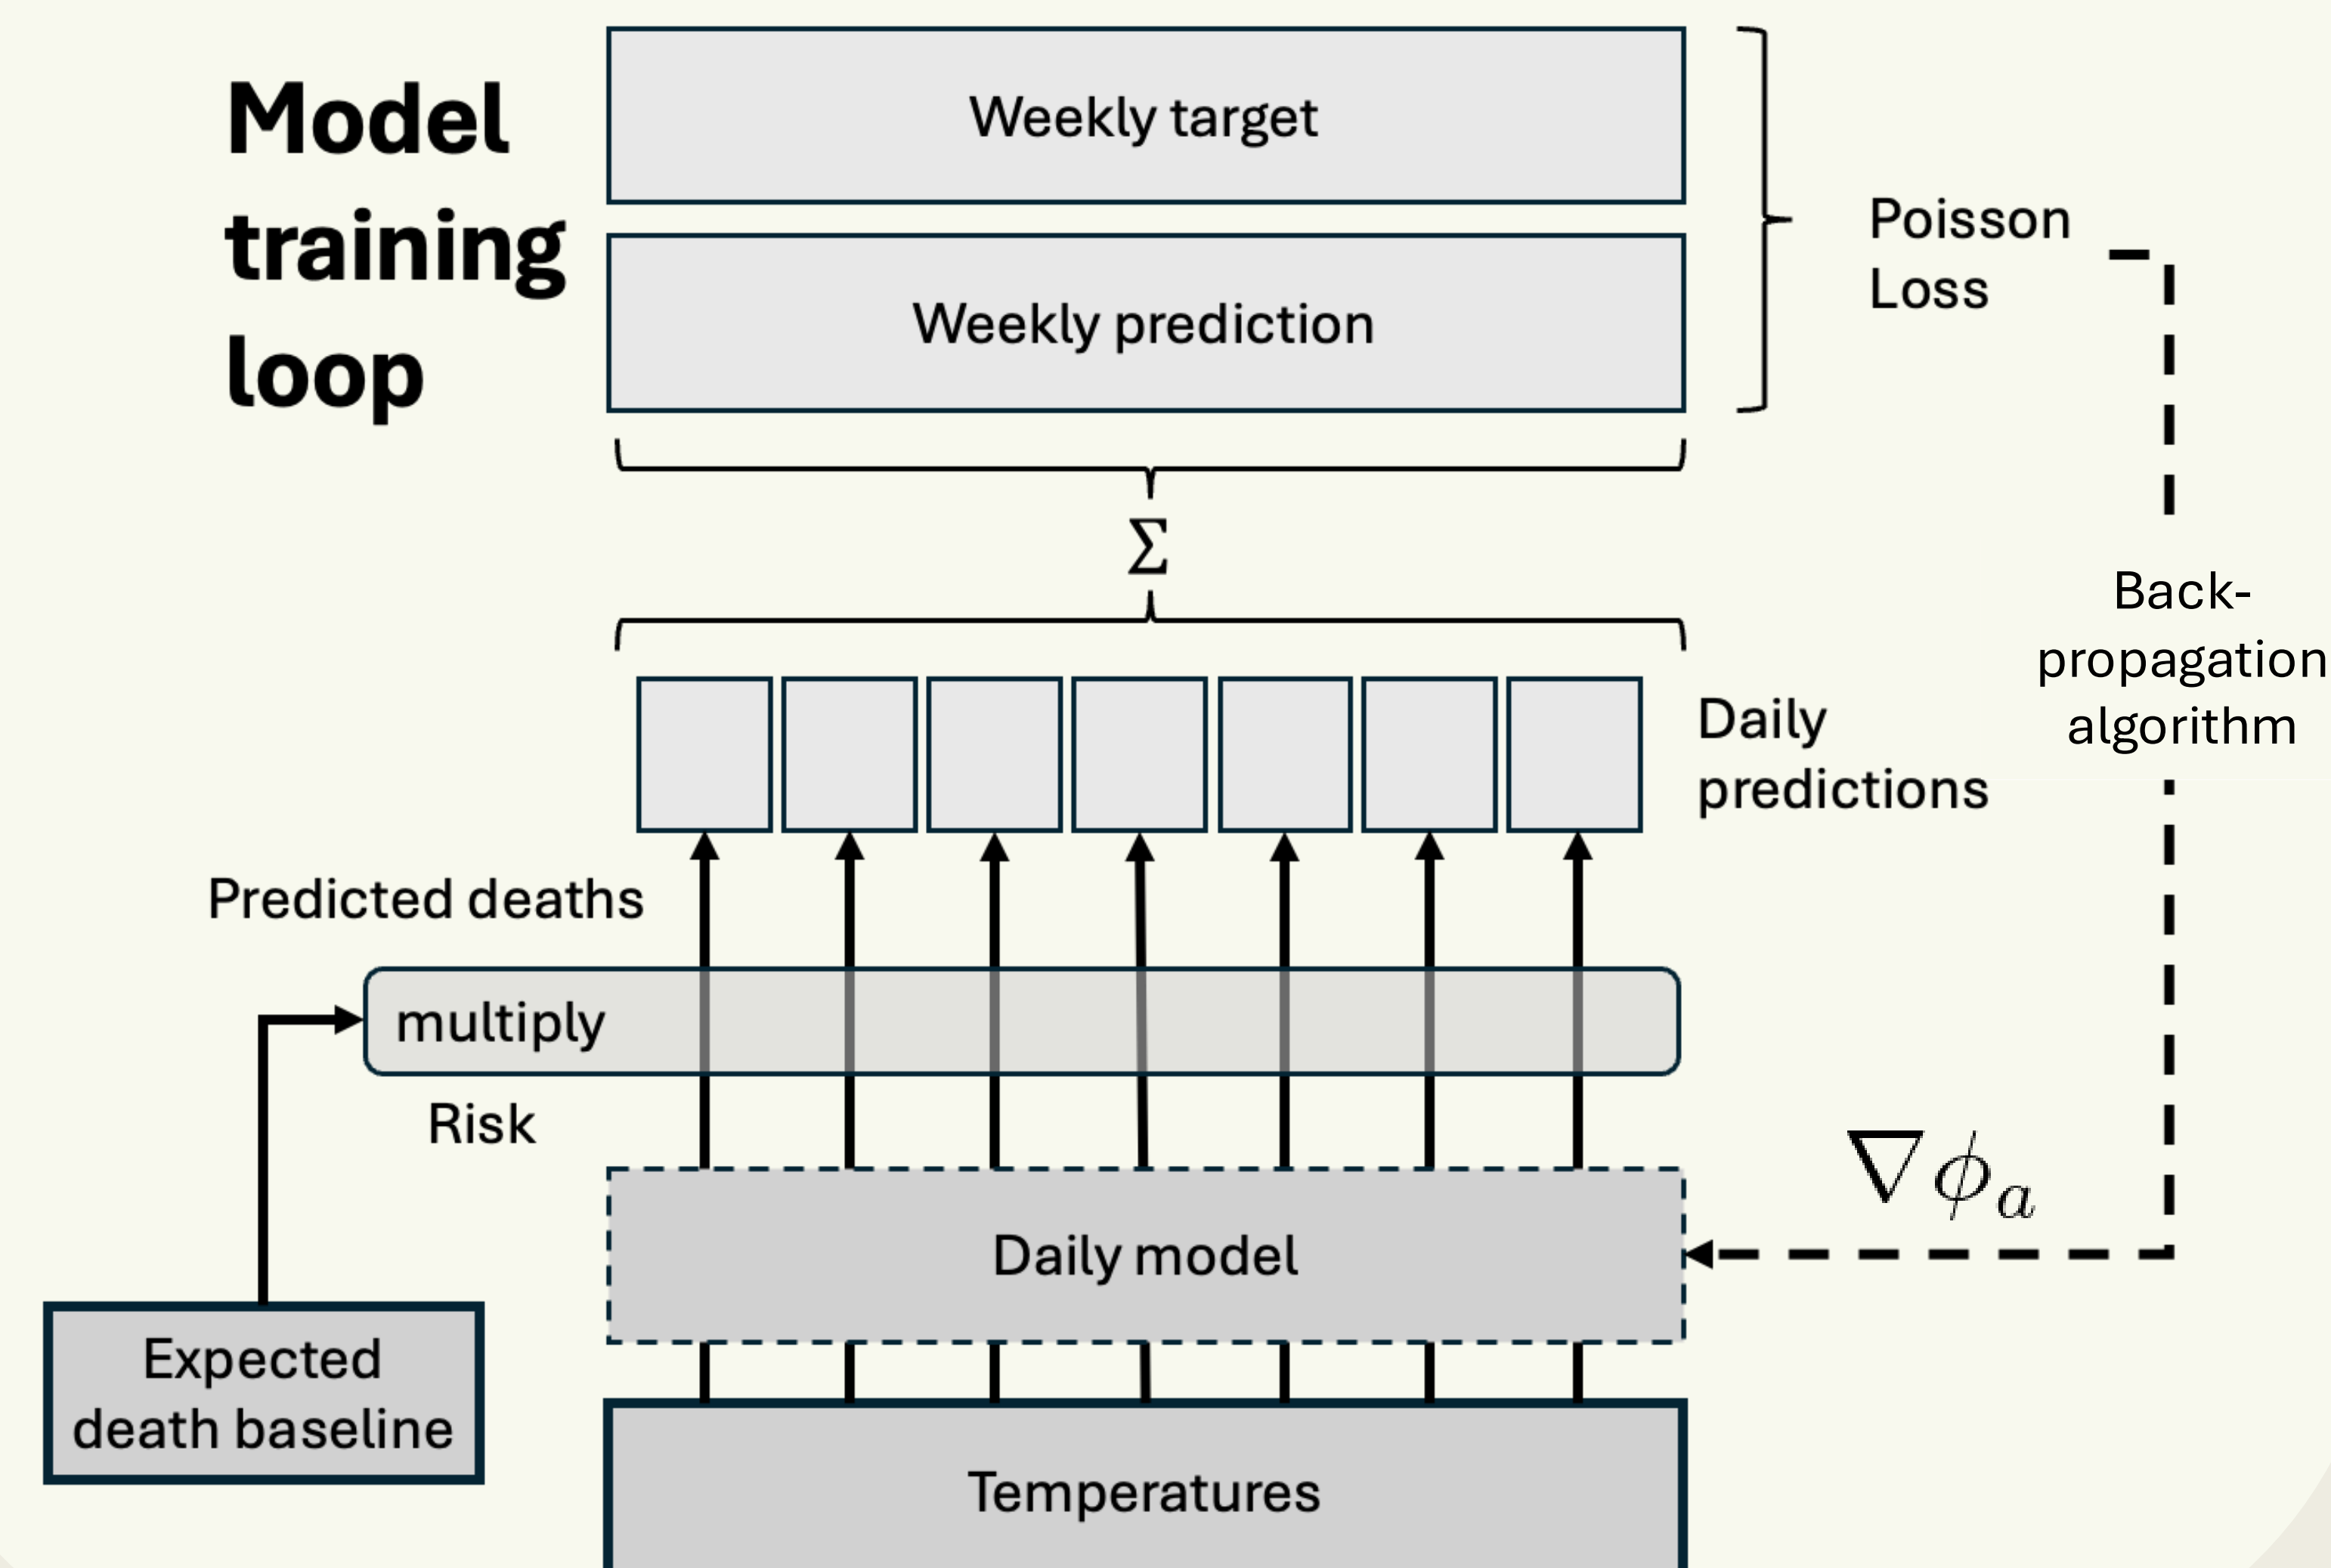 Model
training
loop
Weekly target
Weekly prediction
Poisson
Loss
Σ
Back-
propagation
algorithm
Daily
predictions
Predicted deaths
multiply
Risk
∇ϕₐ
Daily model
Expected
death baseline
Temperatures